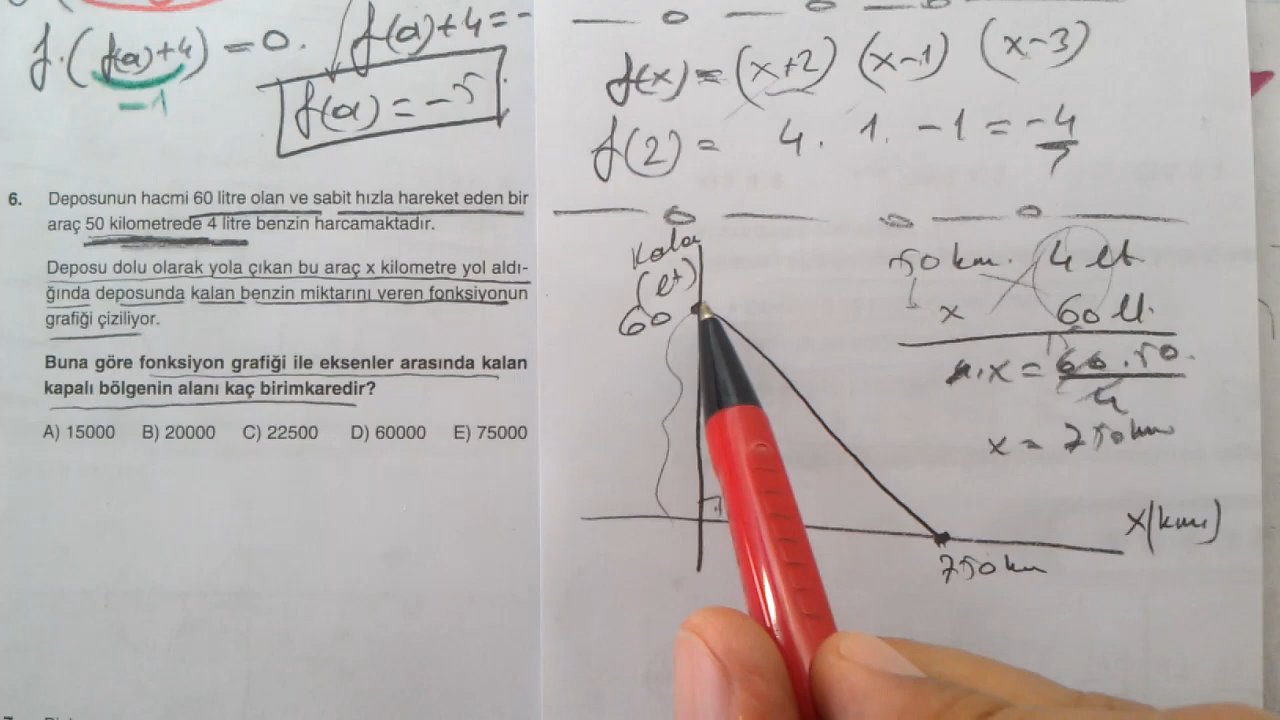 f.(f(a)+4) = 0.
f(a)+4 = -
-1
f(a) = -5
6. Deposunun hacmi 60 litre olan ve sabit hızla hareket eden bir
araç 50 kilometrede 4 litre benzin harcamaktadır.
Deposu dolu olarak yola çıkan bu araç x kilometre yol aldı-
ğında deposunda kalan benzin miktarını veren fonksiyonun
grafiği çiziliyor.
Buna göre fonksiyon grafiği ile eksenler arasında kalan
kapalı bölgenin alanı kaç birimkaredir?
A) 15000 B) 20000 C) 22500 D) 60000 E) 75000
f(x) = (x+2) (x-1) (x-3)
f(2) = 4. 1. -1 = -4
Kalan
(lt)
60
50 km. 4 lt
x 60 lt.
4.x = 60.50.
4
x = 750 km
x(km)
750 km